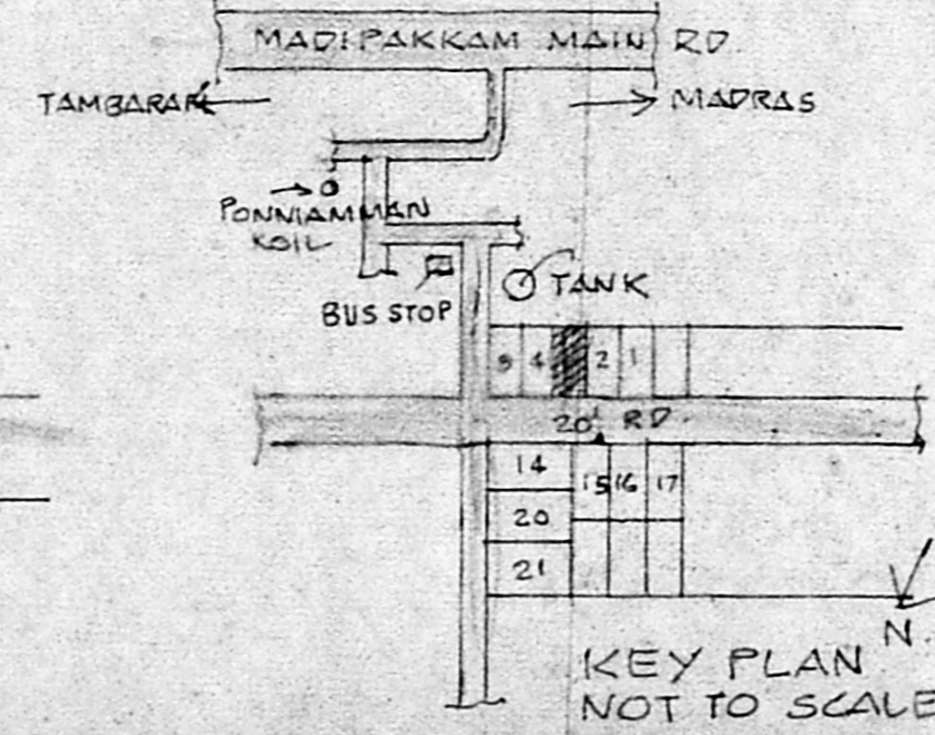 MADIPAKKAM MAIN RD
TAMBARAM
MADRAS
PONNIAMMAN
KOIL
TANK
BUS STOP
4 2 1
20' RD
14 15 16 17
20
21
N.
KEY PLAN
NOT TO SCALE